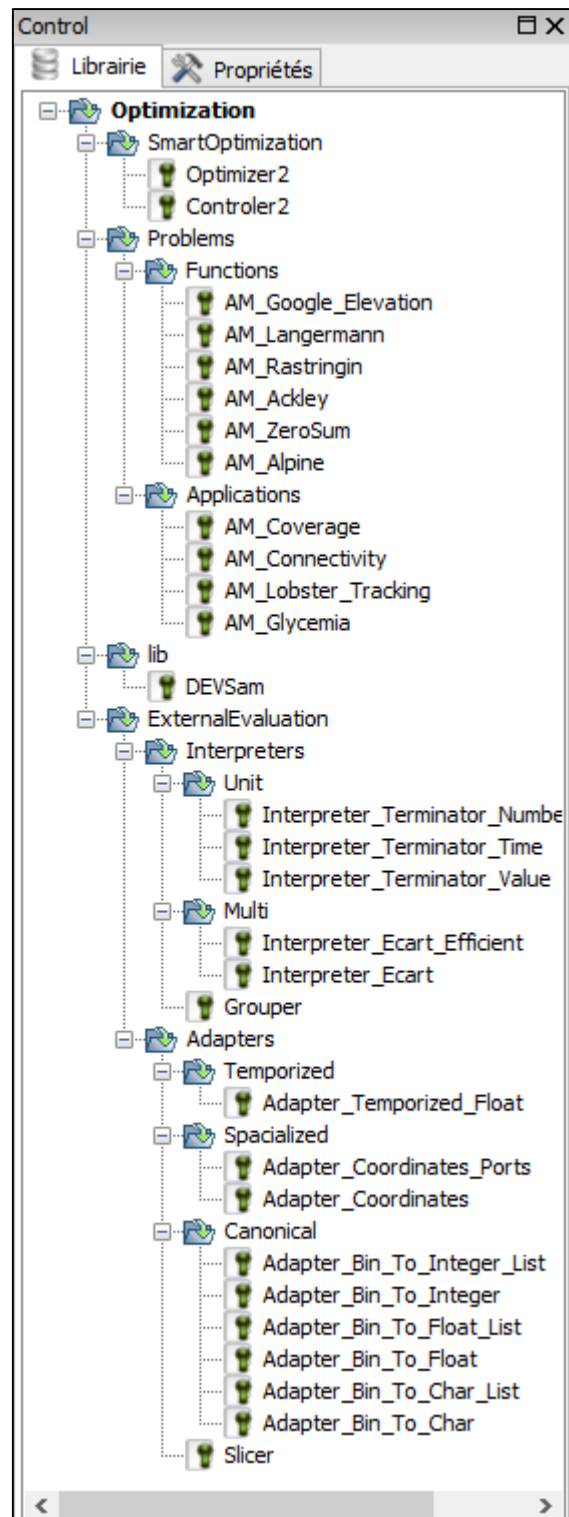 Control
Librairie Propriétés
Optimization
SmartOptimization
Optimizer2
Controler2
Problems
Functions
AM_Google_Elevation
AM_Langermann
AM_Rastringin
AM_Ackley
AM_ZeroSum
AM_Alpine
Applications
AM_Coverage
AM_Connectivity
AM_Lobster_Tracking
AM_Glycemia
lib
DEVSam
ExternalEvaluation
Interpreters
Unit
Interpreter_Terminator_Numbe
Interpreter_Terminator_Time
Interpreter_Terminator_Value
Multi
Interpreter_Ecart_Efficient
Interpreter_Ecart
Grouper
Adapters
Temporized
Adapter_Temporized_Float
Spacialized
Adapter_Coordinates_Ports
Adapter_Coordinates
Canonical
Adapter_Bin_To_Integer_List
Adapter_Bin_To_Integer
Adapter_Bin_To_Float_List
Adapter_Bin_To_Float
Adapter_Bin_To_Char_List
Adapter_Bin_To_Char
Slicer